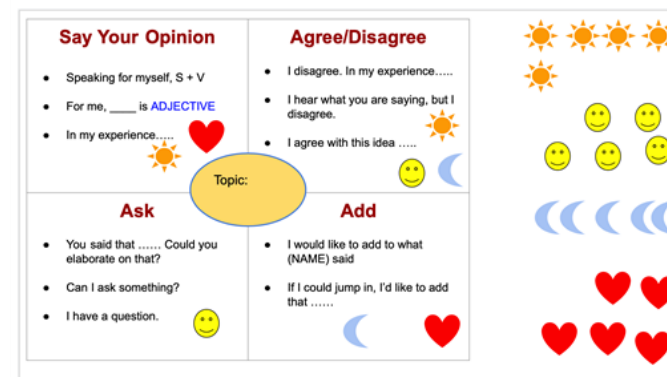 Say Your Opinion
● Speaking for myself, S + V
● For me, ____ is ADJECTIVE
● In my experience.....
Agree/Disagree
● I disagree. In my experience.....
● I hear what you are saying, but I
disagree.
● I agree with this idea .....
Topic:
Ask
● You said that ...... Could you
elaborate on that?
● Can I ask something?
● I have a question.
Add
● I would like to add to what
(NAME) said
● If I could jump in, I'd like to add
that ......